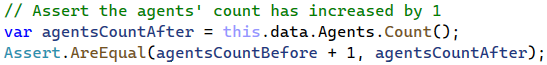 // Assert the agents' count has increased by 1
var agentsCountAfter = this.data.Agents.Count();
Assert.AreEqual(agentsCountBefore + 1, agentsCountAfter);